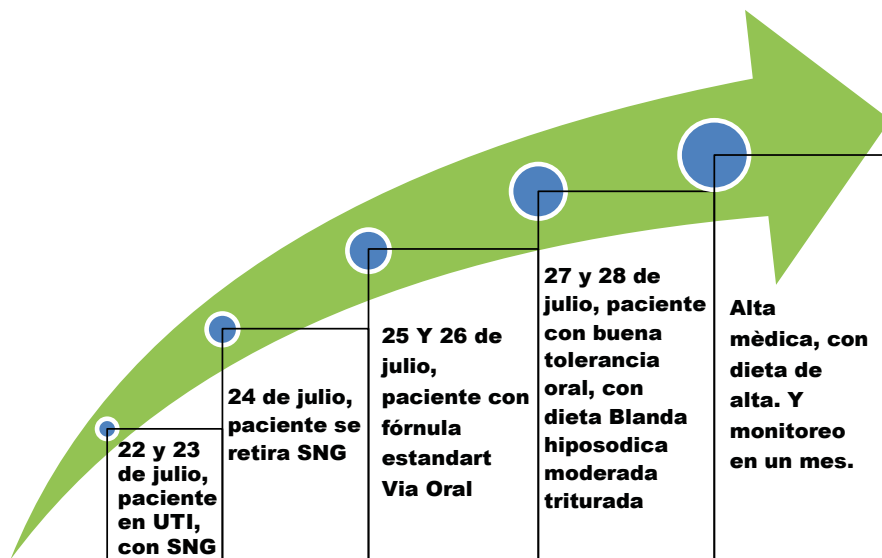 22 y 23
de julio,
paciente
en UTI,
con SNG
24 de julio,
paciente se
retira SNG
25 Y 26 de
julio,
paciente con
fórnula
estandart
Via Oral
27 y 28 de
julio, paciente
con buena
tolerancia
oral, con
dieta Blanda
hiposodica
moderada
triturada
Alta
mèdica, con
dieta de
alta. Y
monitoreo
en un mes.